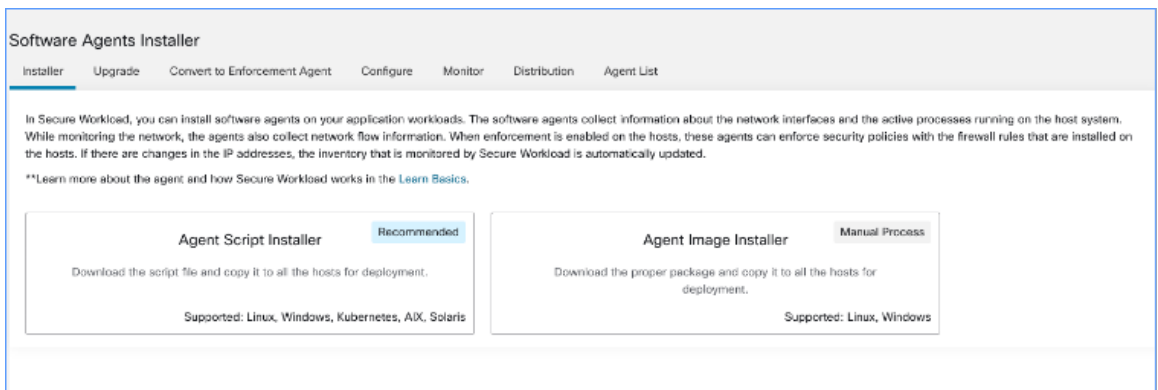 Software Agents Installer
Installer Upgrade Convert to Enforcement Agent Configure Monitor Distribution Agent List
In Secure Workload, you can install software agents on your application workloads. The software agents collect information about the network interfaces and the active processes running on the host system.
While monitoring the network, the agents also collect network flow information. When enforcement is enabled on the hosts, these agents can enforce security policies with the firewall rules that are installed on
the hosts. If there are changes in the IP addresses, the inventory that is monitored by Secure Workload is automatically updated.
**Learn more about the agent and how Secure Workload works in the Learn Basics.
Recommended
Agent Script Installer
Download the script file and copy it to all the hosts for deployment.
Supported: Linux, Windows, Kubernetes, AIX, Solaris
Manual Process
Agent Image Installer
Download the proper package and copy it to all the hosts for
deployment.
Supported: Linux, Windows